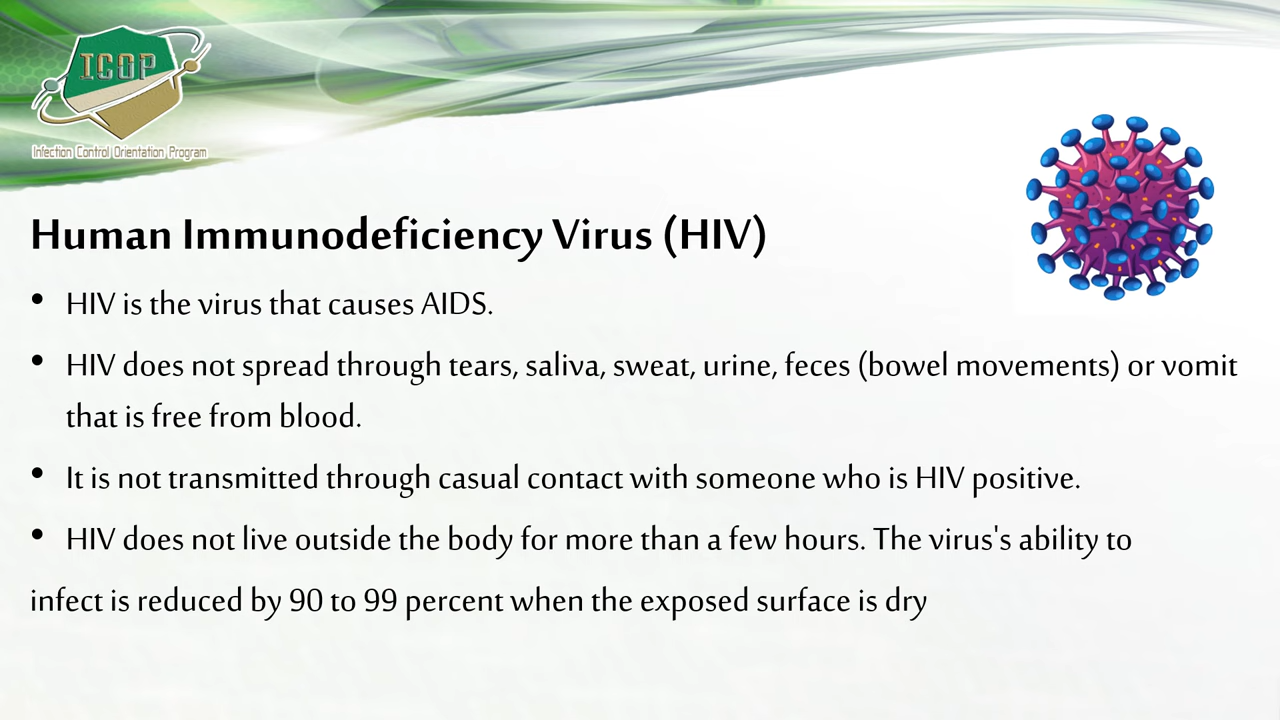 ICOP
Infection Control Orientation Program
Human Immunodeficiency Virus (HIV)
• HIV is the virus that causes AIDS.
• HIV does not spread through tears, saliva, sweat, urine, feces (bowel movements) or vomit
that is free from blood.
• It is not transmitted through casual contact with someone who is HIV positive.
• HIV does not live outside the body for more than a few hours. The virus's ability to
infect is reduced by 90 to 99 percent when the exposed surface is dry